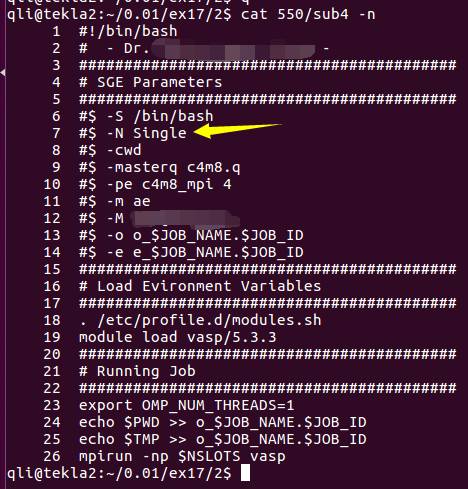 qli@tekla2:~/0.01/ex17/2$ cat 550/sub4 -n
1 #!/bin/bash
2 # - Dr. -
3 ###########################################
4 # SGE Parameters
5 ###########################################
6 #$ -S /bin/bash
7 #$ -N Single
8 #$ -cwd
9 #$ -masterq c4m8.q
10 #$ -pe c4m8_mpi 4
11 #$ -m ae
12 #$ -M
13 #$ -o o_$JOB_NAME.$JOB_ID
14 #$ -e e_$JOB_NAME.$JOB_ID
15 ###########################################
16 # Load Evironment Variables
17 ###########################################
18 . /etc/profile.d/modules.sh
19 module load vasp/5.3.3
20 ###########################################
21 # Running Job
22 ###########################################
23 export OMP_NUM_THREADS=1
24 echo $PWD >> o_$JOB_NAME.$JOB_ID
25 echo $TMP >> o_$JOB_NAME.$JOB_ID
26 mpirun -np $NSLOTS vasp
qli@tekla2:~/0.01/ex17/2$